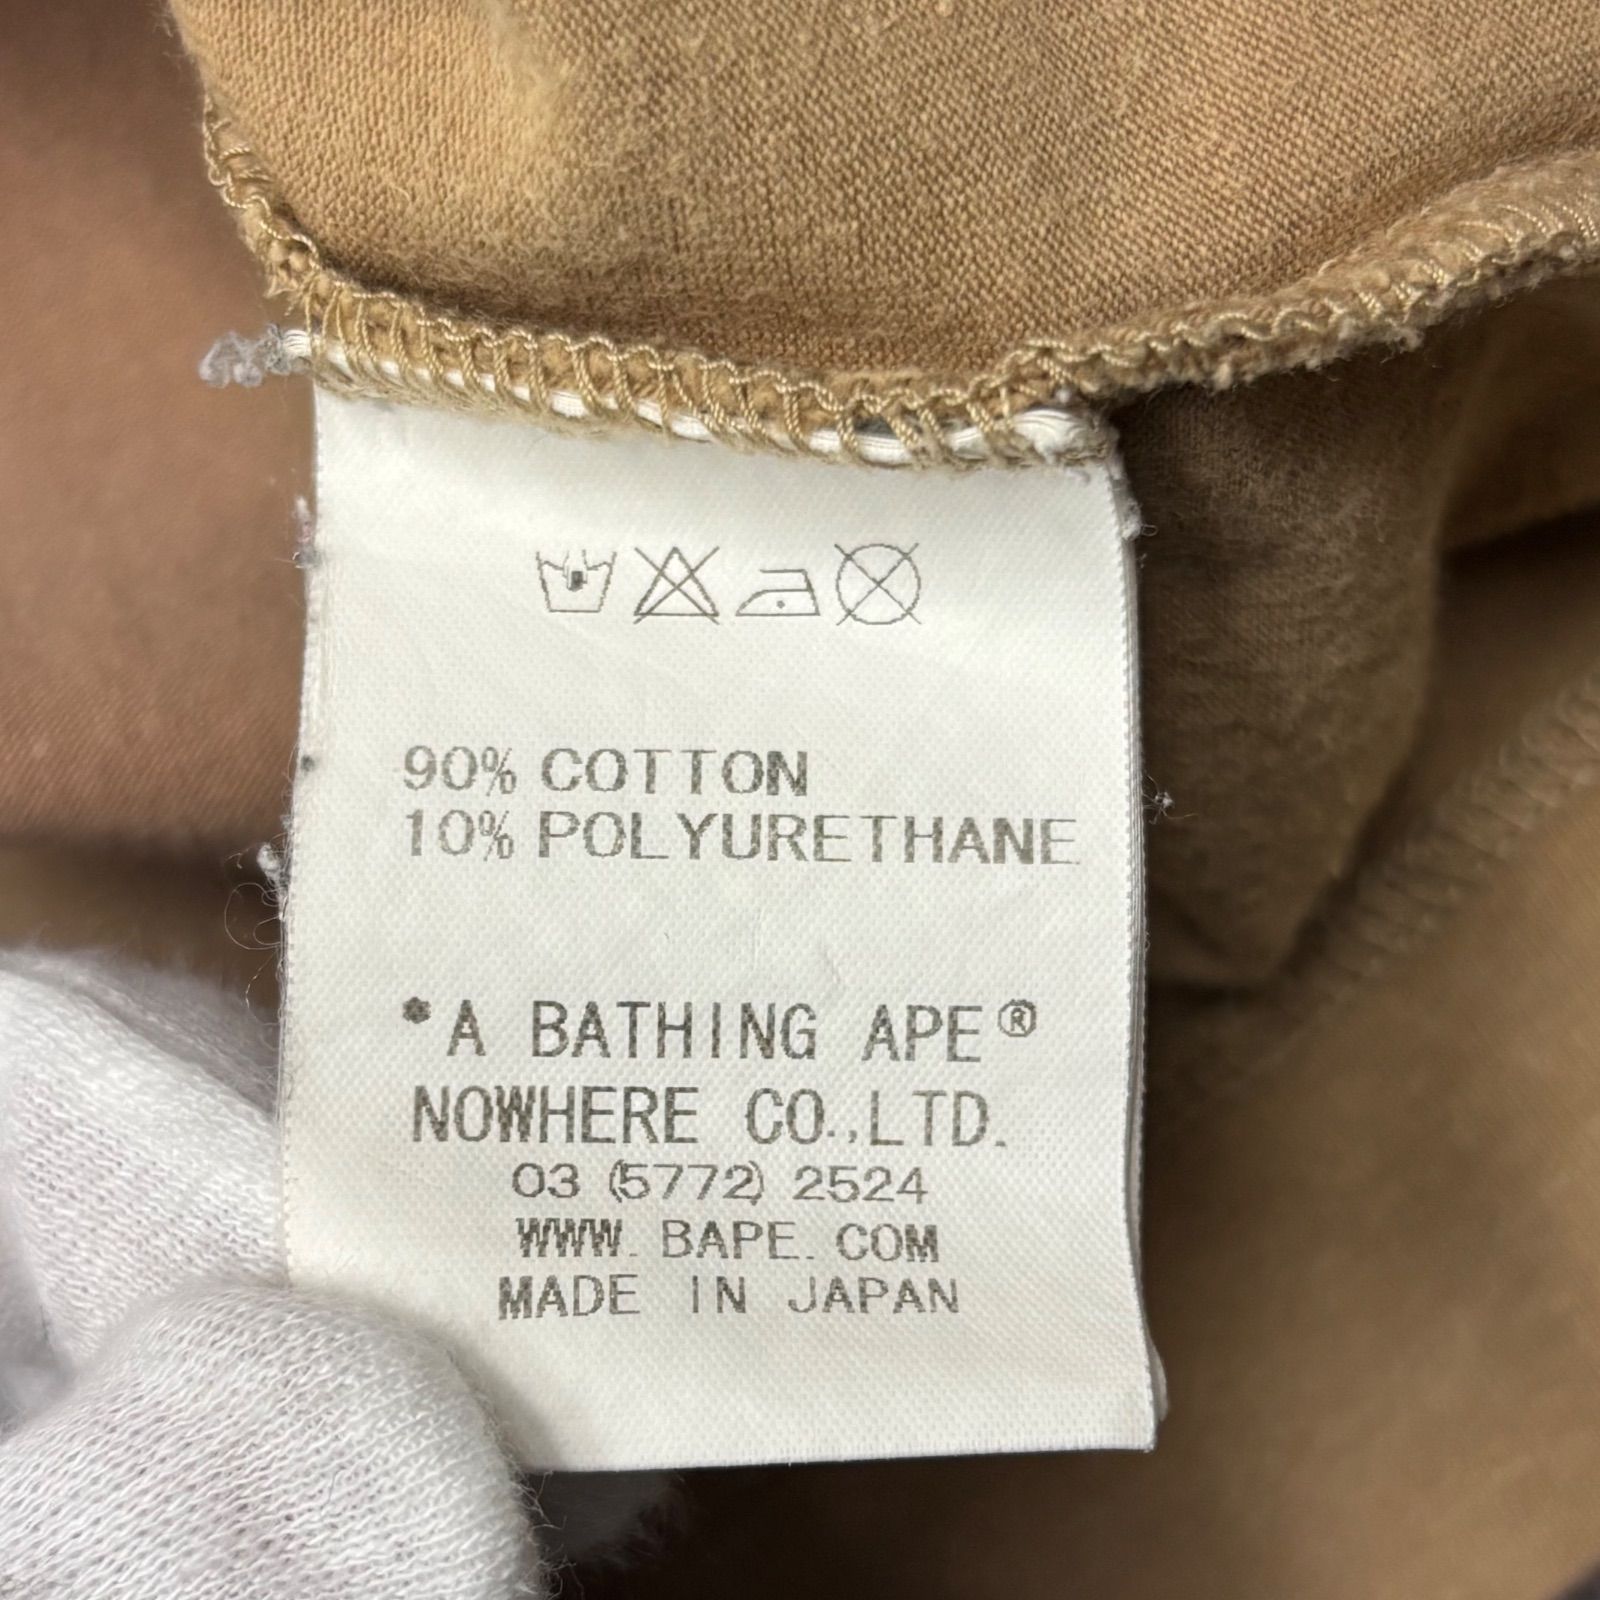 90% COTTON
10% POLYURETHANE
*A BATHING APE®
NOWHERE CO.,LTD.
03 (5772) 2524
WWW. BAPE. COM
MADE IN JAPAN